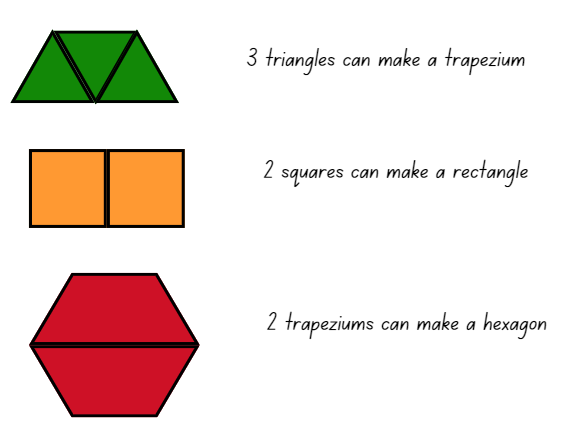 3 triangles can make a trapezium
2 squares can make a rectangle
2 trapeziums can make a hexagon